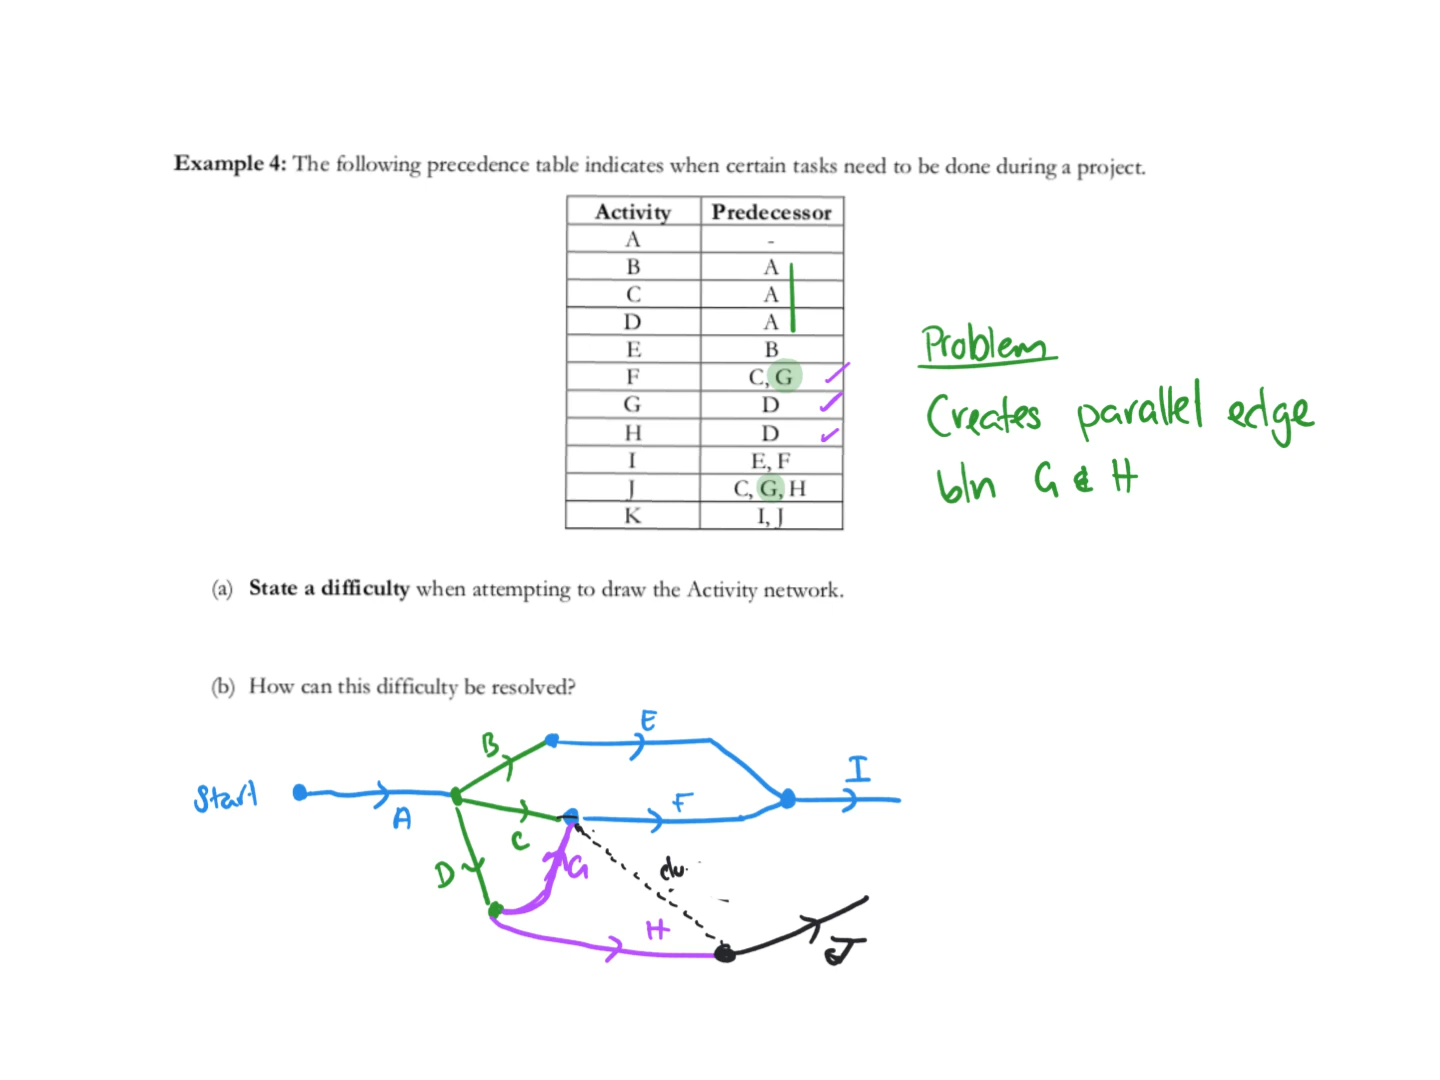 Example 4: The following precedence table indicates when certain tasks need to be done during a project.
Activity Predecessor
A -
B A
C A
D A
E B
F C, G
G D
H D
I E, F
J C, G, H
K I, J
Problem
Creates parallel edge
b/n G & H
(a) State a difficulty when attempting to draw the Activity network.
(b) How can this difficulty be resolved?
E
B
I
Start
A
F
C
D
G
du.
H
J